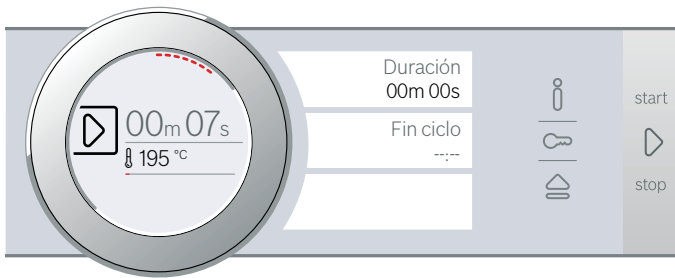 00m 07s
195 °C
Duración
00m 00s
Fin ciclo
--:--
start
stop